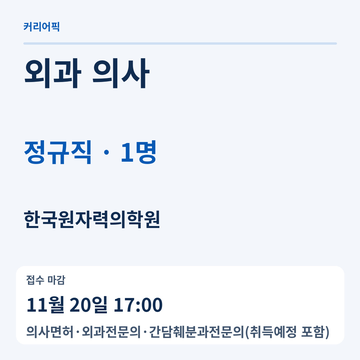 커리어픽
외과 의사
정규직 · 1명
한국원자력의학원
접수 마감
11월 20일 17:00
의사면허·외과전문의·간담췌분과전문의(취득예정 포함)